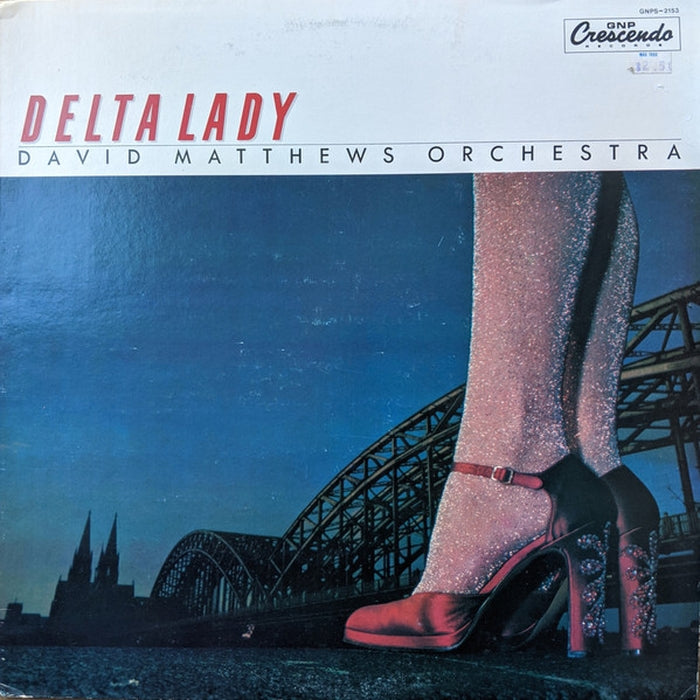 GNPS-2153
GNP
Crescendo
RECORDS
DELTA LADY
DAVID MATTHEWS ORCHESTRA